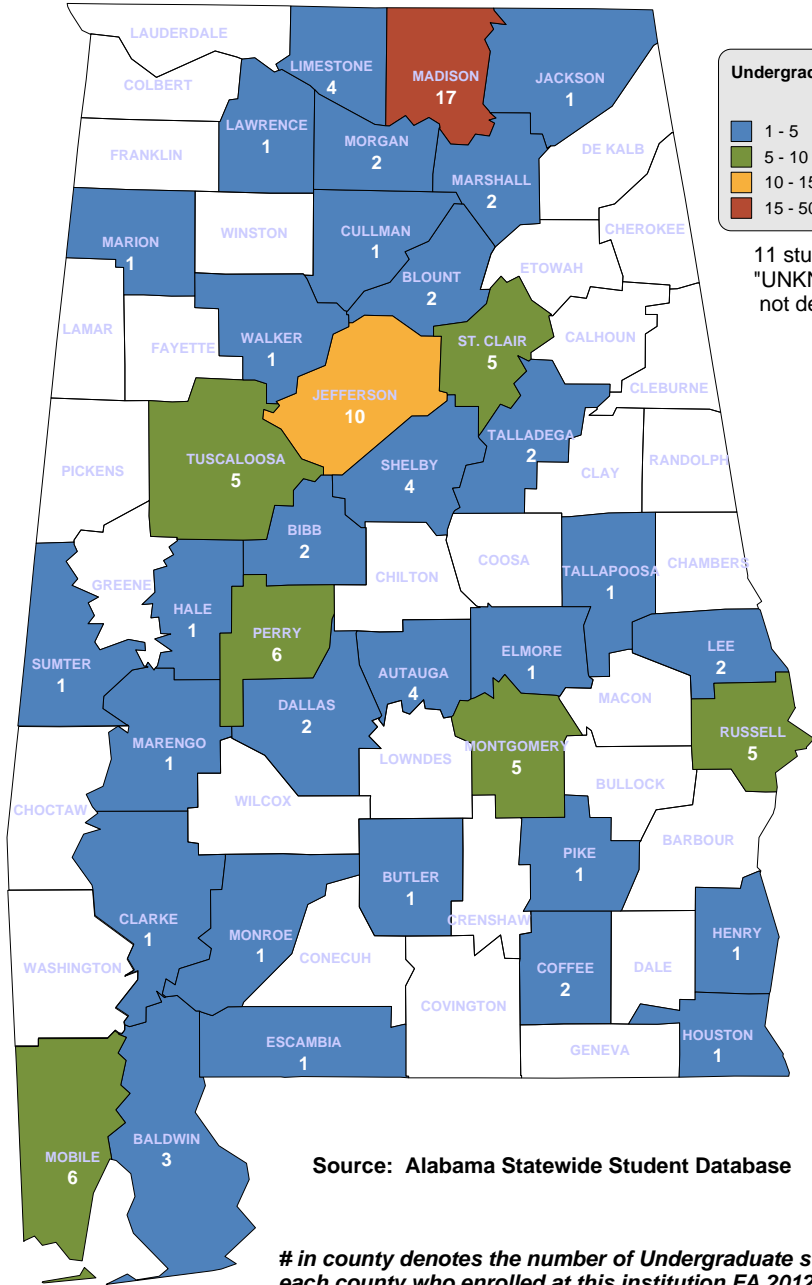 LAUDERDALE
LIMESTONE
4
MADISON
17
JACKSON
1
COLBERT
LAWRENCE
1
MORGAN
2
FRANKLIN
DE KALB
MARSHALL
2
MARION
1
WINSTON
CULLMAN
1
CHEROKEE
ETOWAH
BLOUNT
2
LAMAR
FAYETTE
WALKER
1
ST. CLAIR
5
CALHOUN
CLEBURNE
JEFFERSON
10
PICKENS
TUSCALOOSA
5
SHELBY
4
TALLADEGA
2
CLAY
RANDOLPH
BIBB
2
GREENE
HALE
1
CHILTON
COOSA
TALLAPOOSA
1
CHAMBERS
SUMTER
1
PERRY
6
AUTAUGA
4
ELMORE
1
LEE
2
DALLAS
2
MACON
MARENGO
1
LOWNDES
MONTGOMERY
5
RUSSELL
5
CHOCTAW
WILCOX
BULLOCK
BARBOUR
BUTLER
1
PIKE
1
CLARKE
1
MONROE
1
CRENSHAW
CONECUH
HENRY
1
WASHINGTON
COFFEE
2
DALE
COVINGTON
ESCAMBIA
1
GENEVA
HOUSTON
1
MOBILE
6
BALDWIN
3
Undergrad
1 - 5
5 - 10
10 - 15
15 - 50
11 stu
"UNKN
not de
Source: Alabama Statewide Student Database
# in county denotes the number of Undergraduate s
each county who enrolled at this institution FA 2012